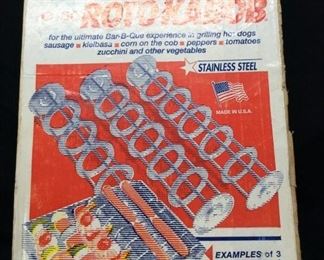 ROTO KABOB
for the ultimate Bar-B-Que experience in grilling hot dogs
sausage ■ kielbasa ■ corn on the cob ■ peppers ■ tomatoes
zucchini and other vegetables
STAINLESS STEEL
MADE IN U.S.A.
EXAMPLES of 3